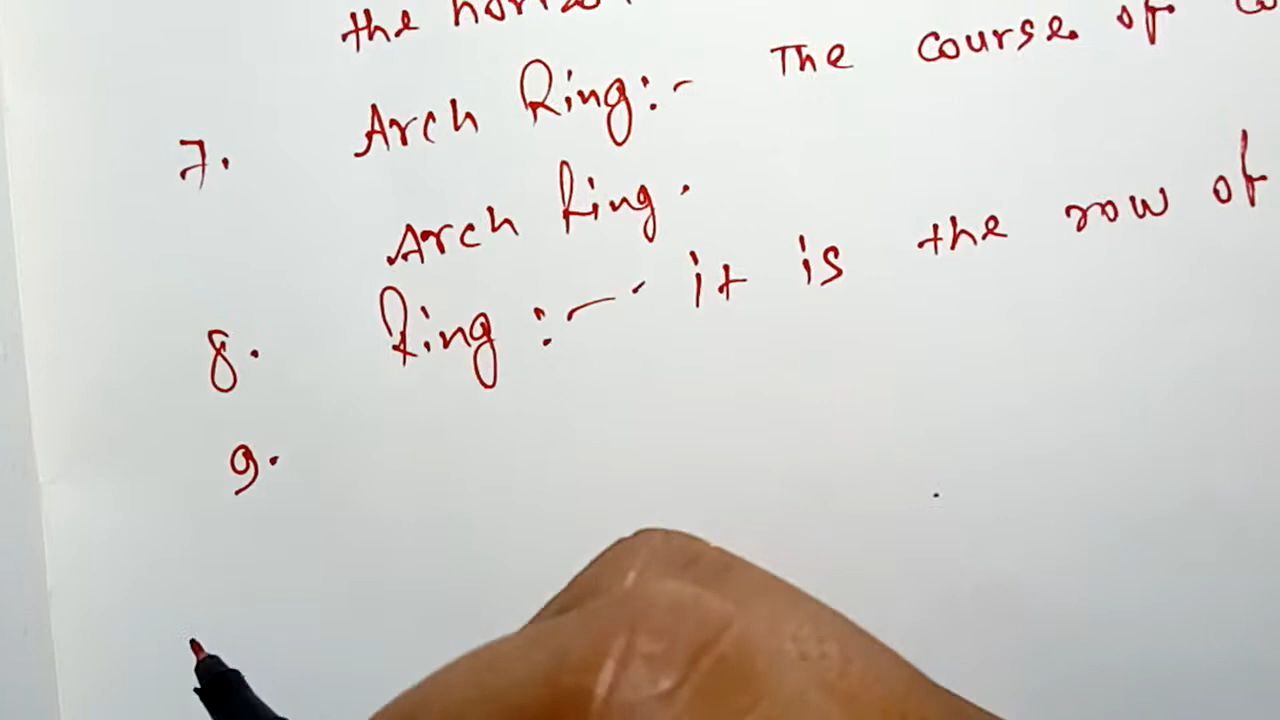 the
7. Arch Ring:- The course of
Arch Ring.
8. Ring :- it is the row of
9.